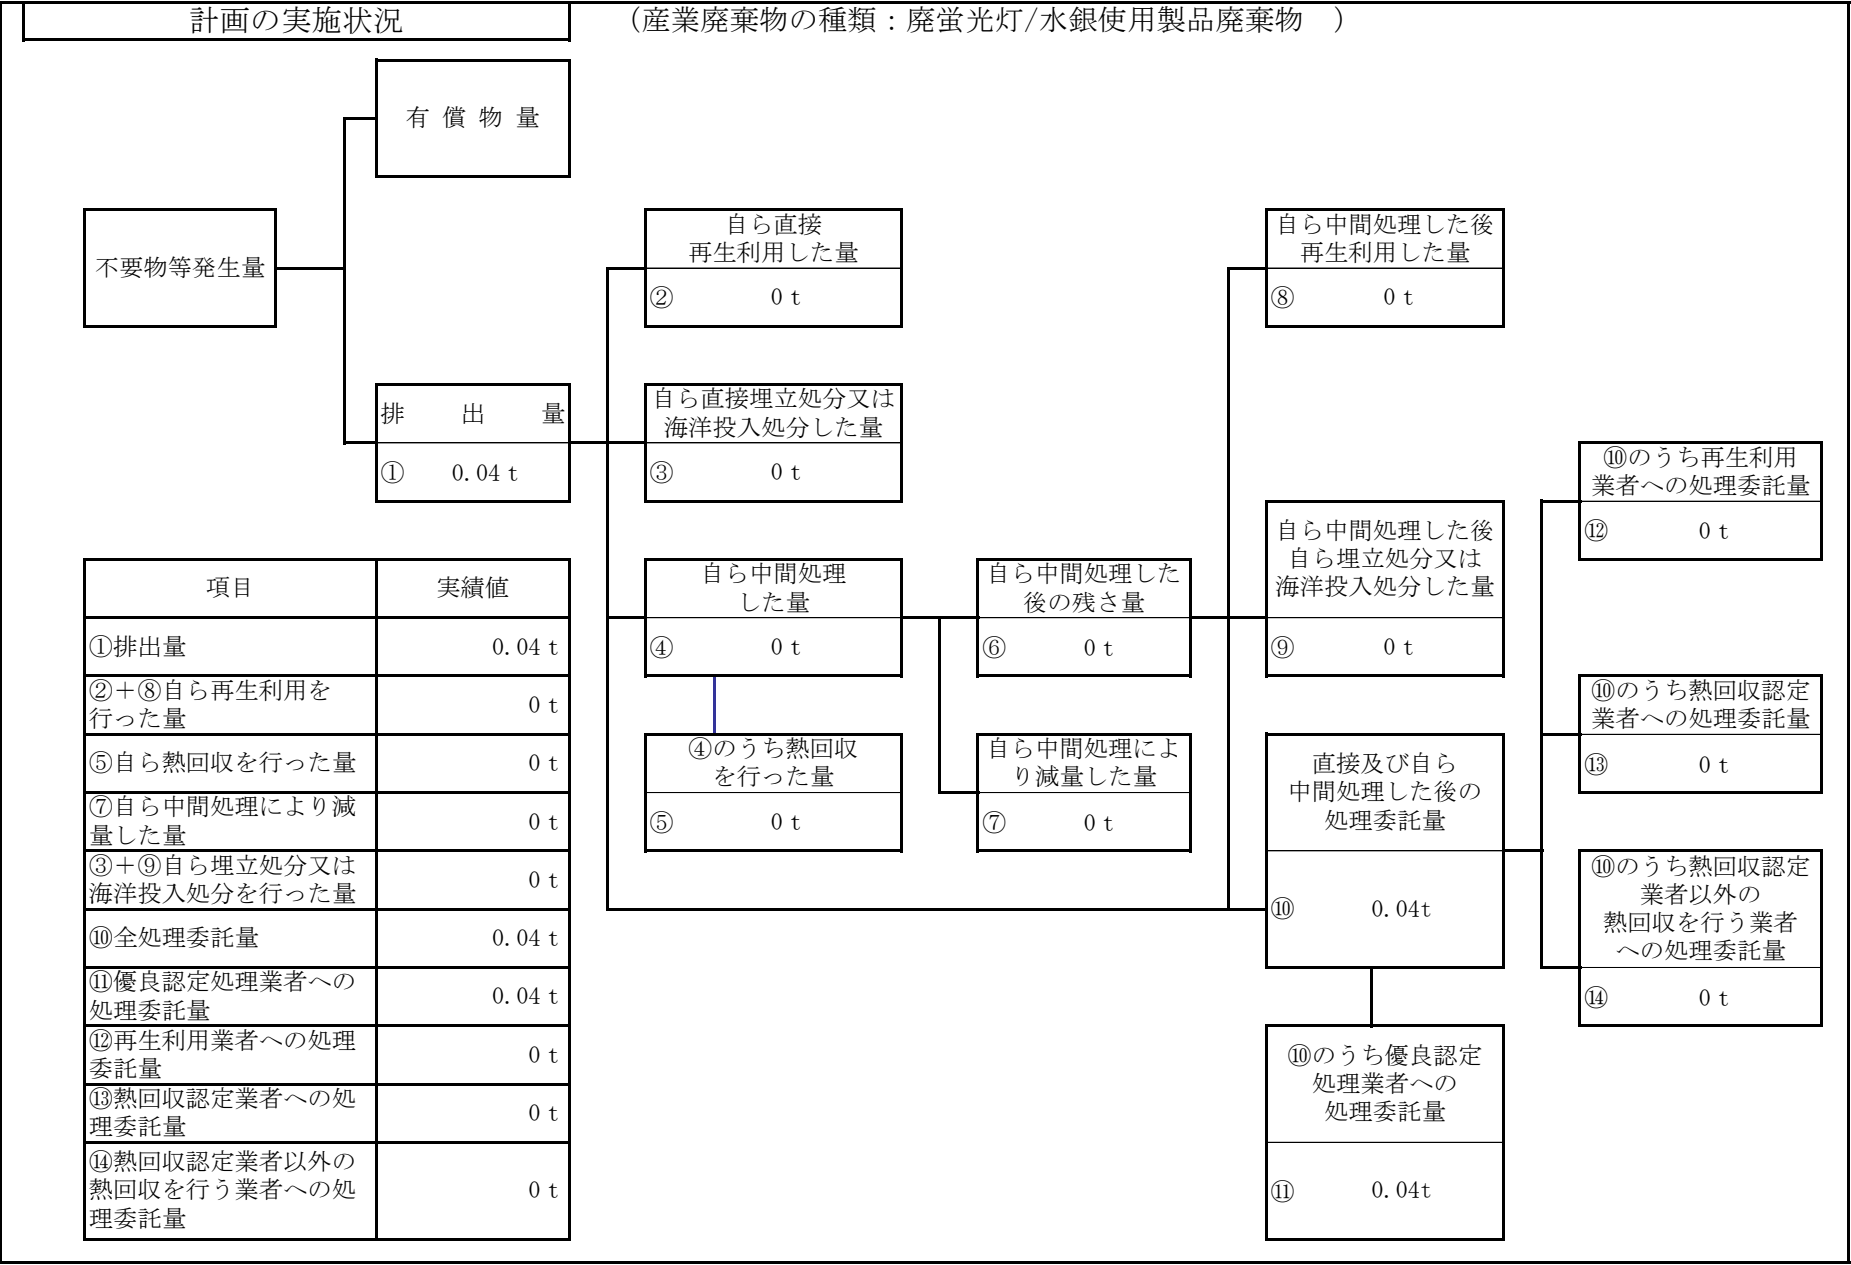 計画の実施状況
（産業廃棄物の種類：廃蛍光灯/水銀使用製品廃棄物　）
有 償 物 量
不要物等発生量
自ら直接
再生利用した量
② 0 t
自ら中間処理した後
再生利用した量
⑧ 0 t
排 出 量
① 0.04 t
自ら直接埋立処分又は
海洋投入処分した量
③ 0 t
⑩のうち再生利用
業者への処理委託量
⑫ 0 t
自ら中間処理した後
自ら埋立処分又は
海洋投入処分した量
⑨ 0 t
自ら中間処理
した量
④ 0 t
自ら中間処理した
後の残さ量
⑥ 0 t
④のうち熱回収
を行った量
⑤ 0 t
自ら中間処理によ
り減量した量
⑦ 0 t
直接及び自ら
中間処理した後の
処理委託量
⑩ 0.04t
⑩のうち熱回収認定
業者への処理委託量
⑬ 0 t
⑩のうち熱回収認定
業者以外の
熱回収を行う業者
への処理委託量
⑭ 0 t
⑩のうち優良認定
処理業者への
処理委託量
⑪ 0.04t
項目 実績値
①排出量 0.04 t
②＋⑧自ら再生利用を
行った量 0 t
⑤自ら熱回収を行った量 0 t
⑦自ら中間処理により減
量した量 0 t
③＋⑨自ら埋立処分又は
海洋投入処分を行った量 0 t
⑩全処理委託量 0.04 t
⑪優良認定処理業者への
処理委託量 0.04 t
⑫再生利用業者への処理
委託量 0 t
⑬熱回収認定業者への処
理委託量 0 t
⑭熱回収認定業者以外の
熱回収を行う業者への処
理委託量 0 t